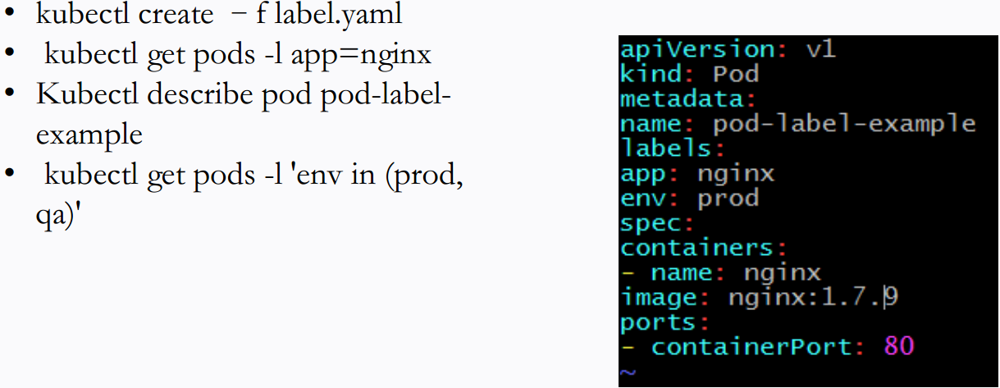 • kubectl create − f label.yaml
• kubectl get pods -l app=nginx
• Kubectl describe pod pod-label-
example
• kubectl get pods -l 'env in (prod,
qa)'
apiVersion: v1
kind: Pod
metadata:
name: pod-label-example
labels:
app: nginx
env: prod
spec:
containers:
- name: nginx
image: nginx:1.7.9
ports:
- containerPort: 80
~